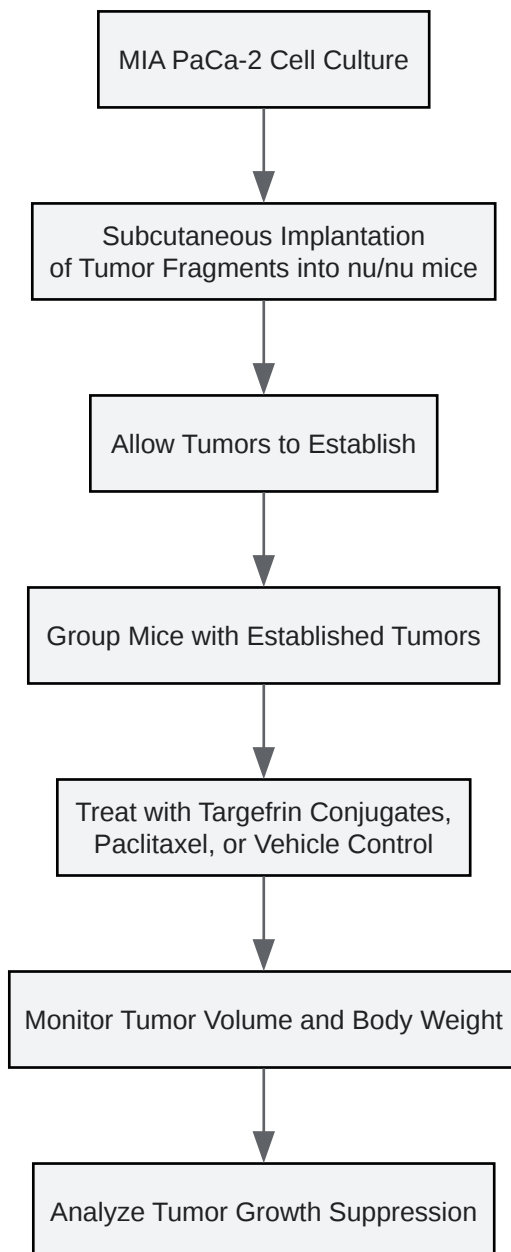 MIA PaCa-2 Cell Culture
Subcutaneous Implantation
of Tumor Fragments into nu/nu mice
Allow Tumors to Establish
Group Mice with Established Tumors
Treat with Targefrin Conjugates,
Paclitaxel, or Vehicle Control
Monitor Tumor Volume and Body Weight
Analyze Tumor Growth Suppression